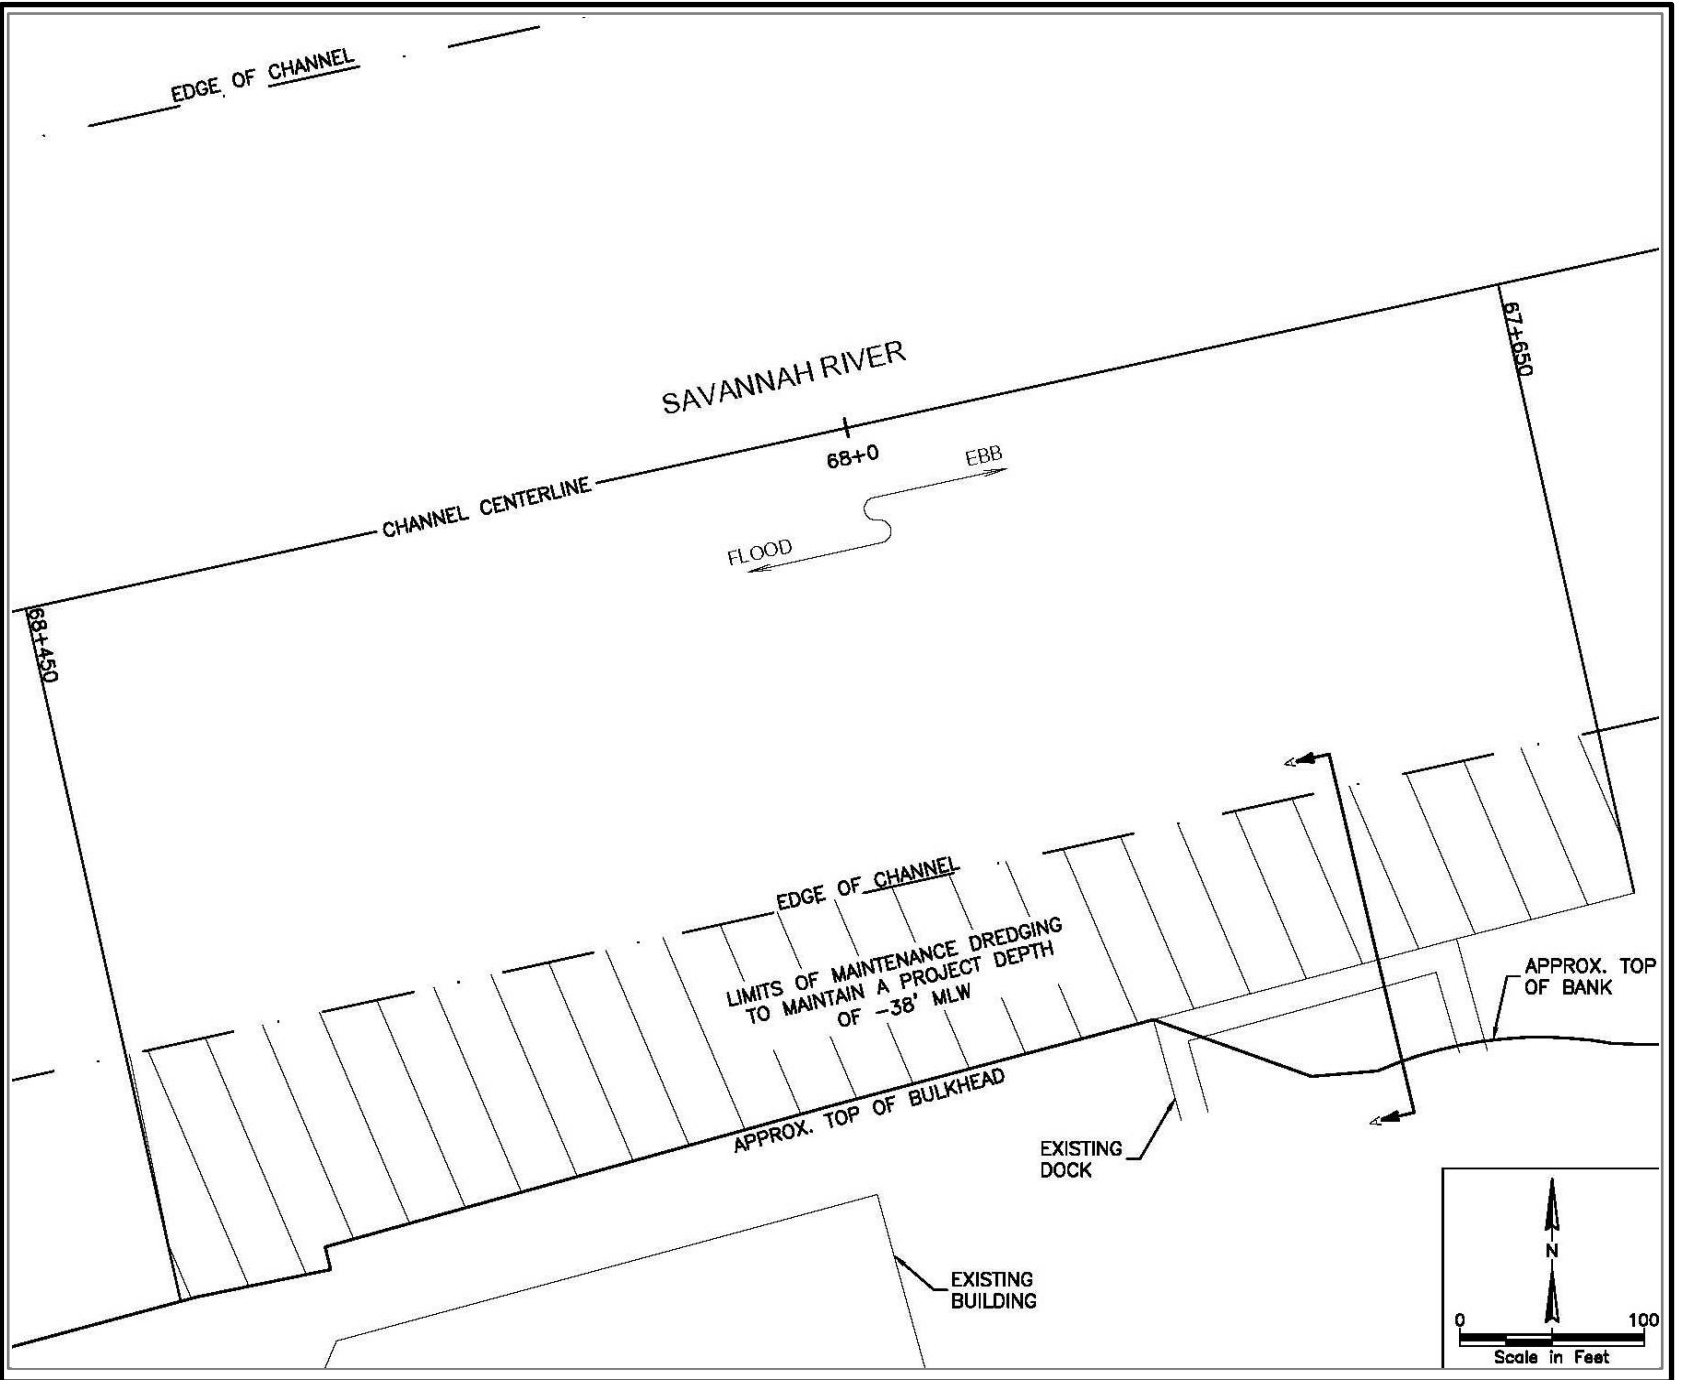 EDGE OF CHANNEL
67+650
SAVANNAH RIVER
68+0
EBB
CHANNEL CENTERLINE
FLOOD
68+450
A
EDGE OF CHANNEL
LIMITS OF MAINTENANCE DREDGING
TO MAINTAIN A PROJECT DEPTH
OF -38' MLW
APPROX. TOP
OF BANK
APPROX. TOP OF BULKHEAD
A
EXISTING
DOCK
EXISTING
BUILDING
N
0 100
Scale in Feet